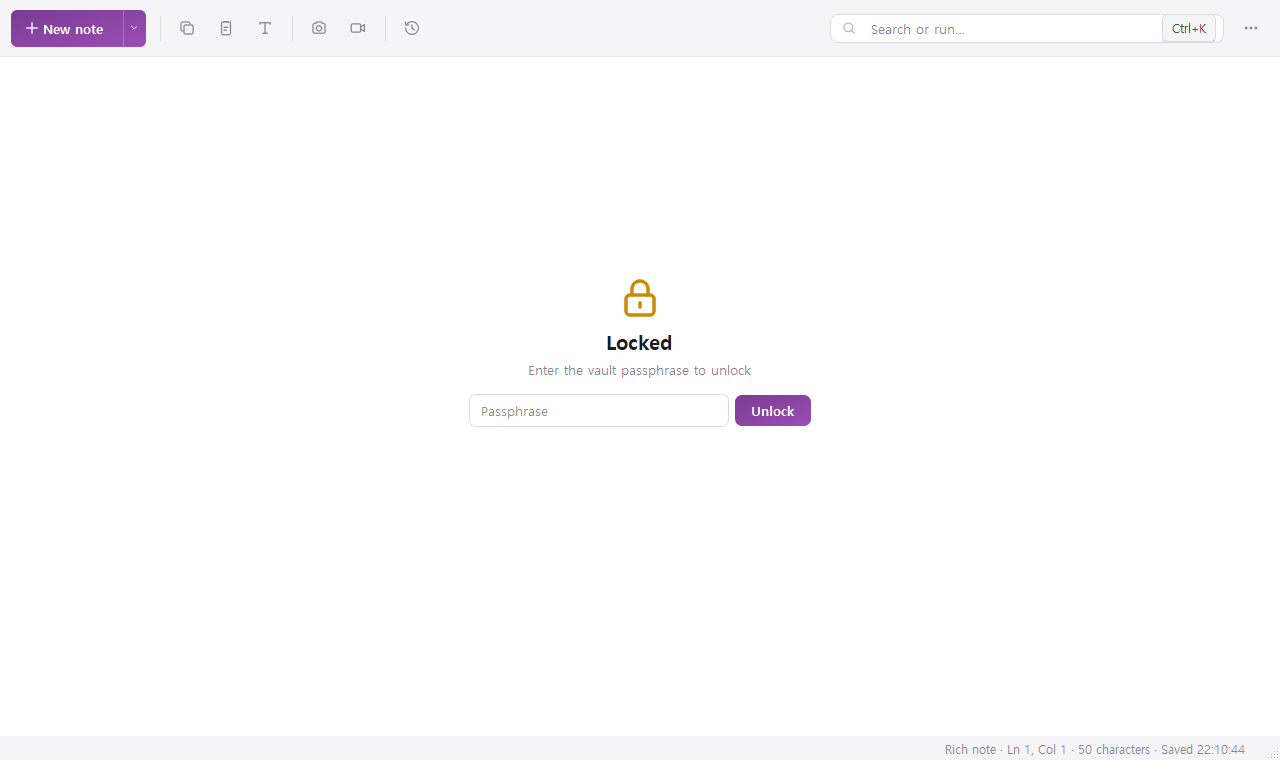 New note
Search or run...
Ctrl+K
Locked
Enter the vault passphrase to unlock
Passphrase
Unlock
Rich note · Ln 1, Col 1 · 50 characters · Saved 22:10:44